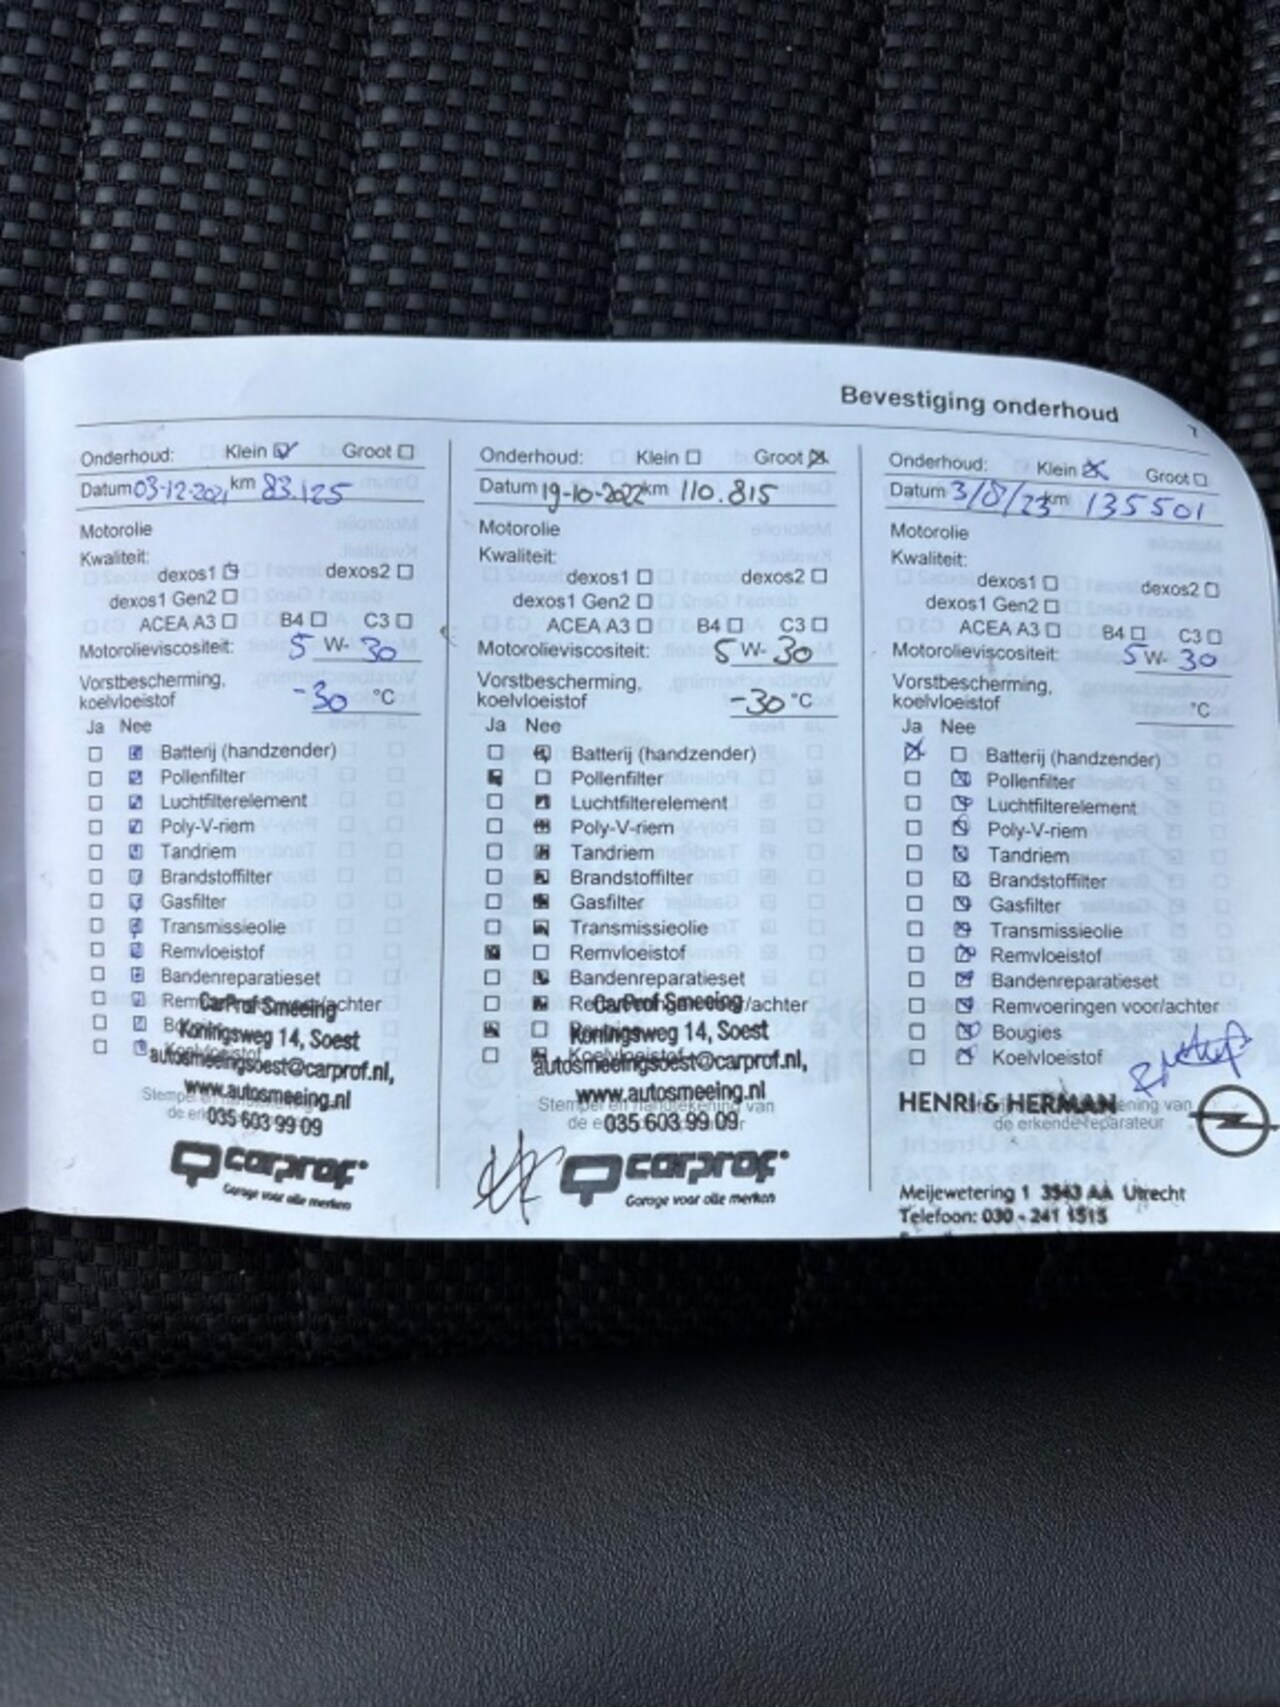 Bevestiging onderhoud
Onderhoud: Klein Groot
Datum 03-12-2021 km 83.125
Motorolie
Kwaliteit:
dexos1 dexos2
dexos1 Gen2
ACEA A3 B4 C3
Motorolieviscositeit: 5 W- 30
Vorstbescherming,
koelvloeistof -30 °C
Ja Nee
Batterij (handzender)
Pollenfilter
Luchtfilterelement
Poly-V-riem
Tandriem
Brandstoffilter
Gasfilter
Transmissieolie
Remvloeistof
Bandenreparatieset
CarProf Smeeing
Koningsweg 14, Soest
autosmeeingsoest@carprof.nl,
www.autosmeeing.nl
035 603 99 09
carprof
Garage voor alle merken
Onderhoud: Klein Groot
Datum 19-10-2022 km 110.815
Motorolie
Kwaliteit:
dexos1 dexos2
dexos1 Gen2
ACEA A3 B4 C3
Motorolieviscositeit: 5 W- 30
Vorstbescherming,
koelvloeistof -30 °C
Ja Nee
Batterij (handzender)
Pollenfilter
Luchtfilterelement
Poly-V-riem
Tandriem
Brandstoffilter
Gasfilter
Transmissieolie
Remvloeistof
Bandenreparatieset
CarProf Smeeing
Koningsweg 14, Soest
Koelvloeistof
autosmeeingsoest@carprof.nl,
www.autosmeeing.nl
Stempel en handtekening van
035 603 99 09
carprof
Garage voor alle merken
Onderhoud: Klein Groot
Datum 3/8/23 km 135501
Motorolie
Kwaliteit:
dexos1 dexos2
dexos1 Gen2
ACEA A3 B4 C3
Motorolieviscositeit: 5 W- 30
Vorstbescherming,
koelvloeistof °C
Ja Nee
Batterij (handzender)
Pollenfilter
Luchtfilterelement
Poly-V-riem
Tandriem
Brandstoffilter
Gasfilter
Transmissieolie
Remvloeistof
Bandenreparatieset
Remvoeringen voor/achter
Bougies
Koelvloeistof
HENRI & HERMAN
de erkende reparateur
Meijewetering 1 3543 AA Utrecht
Telefoon: 030 - 241 1515